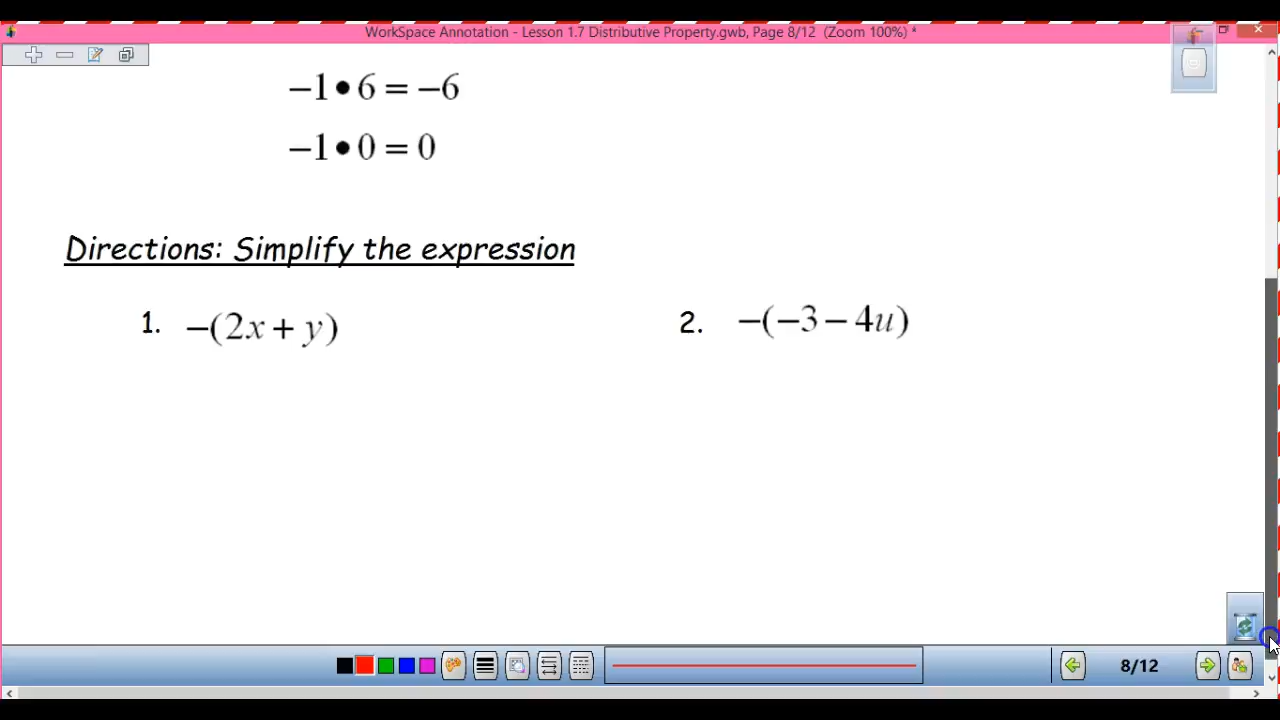 WorkSpace Annotation - Lesson 1.7 Distributive Property.gwb, Page 8/12 (Zoom 100%) *
−1•6 = −6
−1•0 = 0
Directions: Simplify the expression
1. −(2x + y)
2. −(−3 − 4u)
8/12